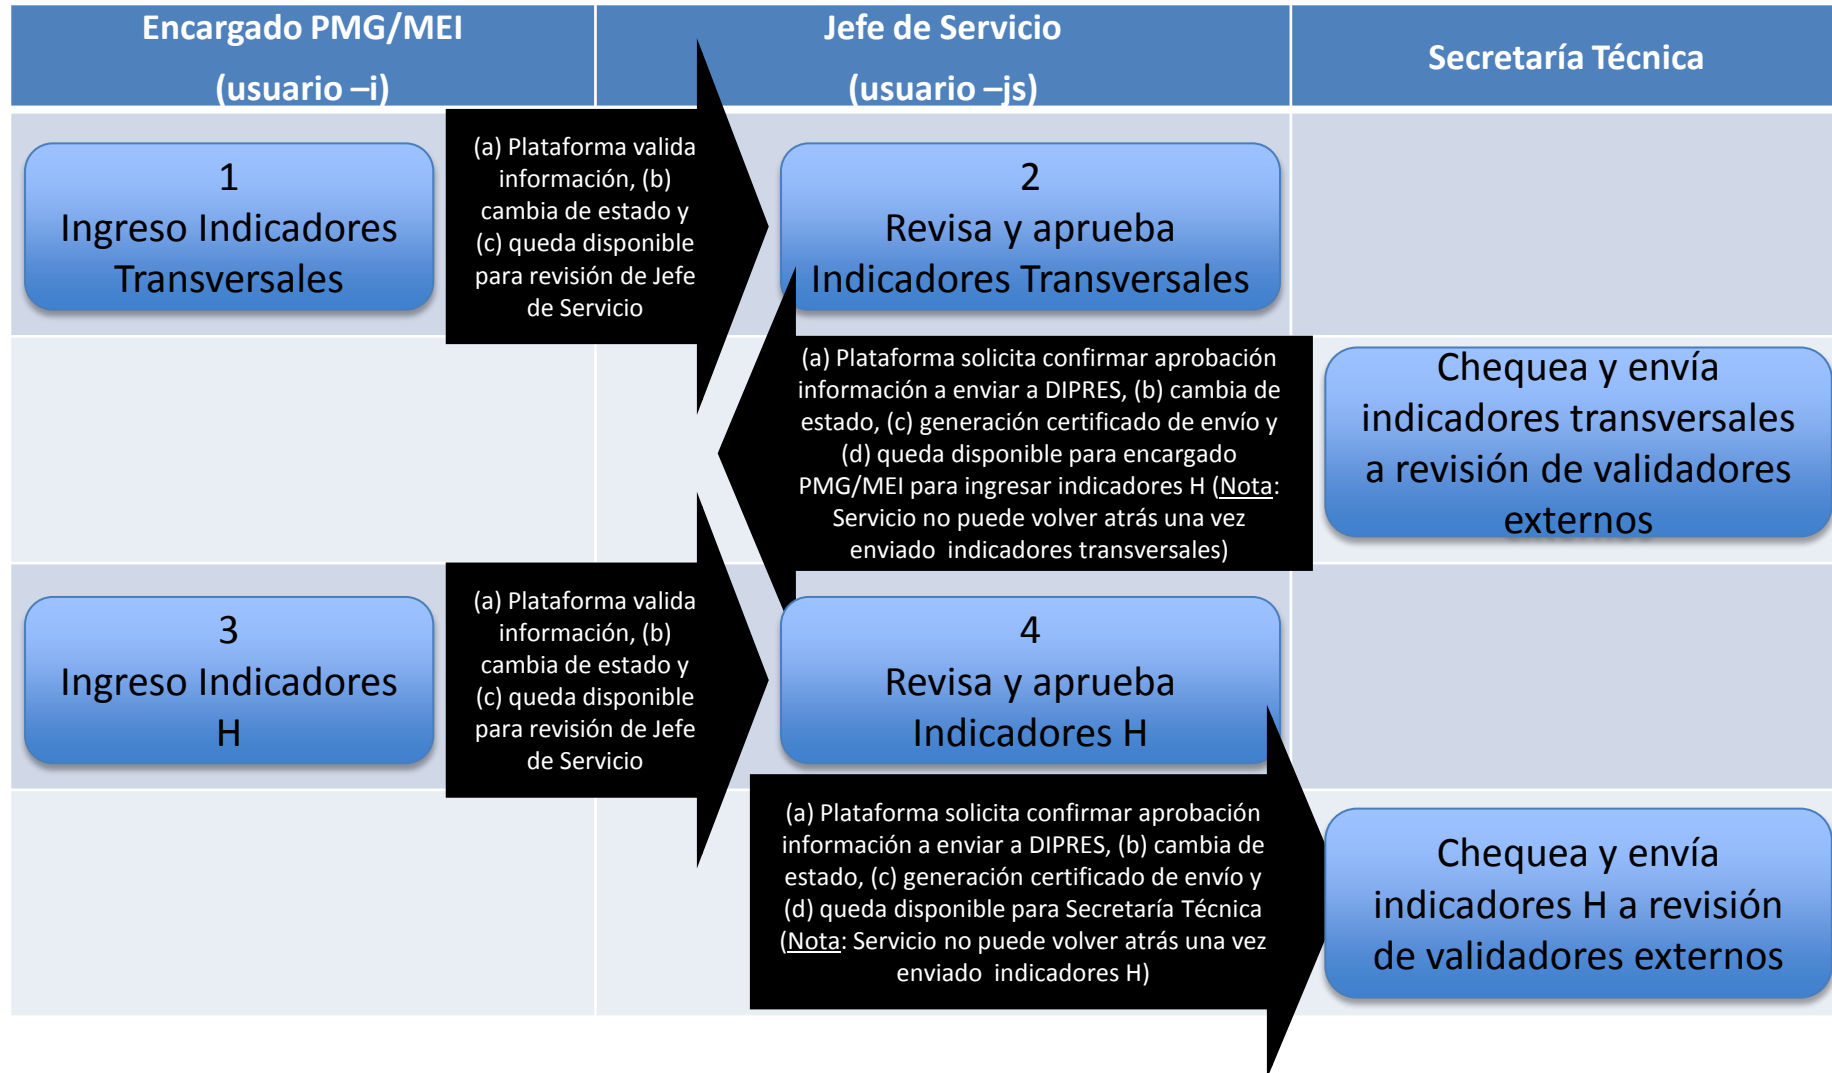 Encargado PMG/MEI
(usuario –i)
Jefe de Servicio
(usuario –js)
Secretaría Técnica
1
Ingreso Indicadores
Transversales
(a) Plataforma valida
información, (b)
cambia de estado y
(c) queda disponible
para revisión de Jefe
de Servicio
2
Revisa y aprueba
Indicadores Transversales
(a) Plataforma solicita confirmar aprobación
información a enviar a DIPRES, (b) cambia de
estado, (c) generación certificado de envío y
(d) queda disponible para encargado
PMG/MEI para ingresar indicadores H (Nota:
Servicio no puede volver atrás una vez
enviado  indicadores transversales)
Chequea y envía
indicadores transversales
a revisión de validadores
externos
3
Ingreso Indicadores
H
(a) Plataforma valida
información, (b)
cambia de estado y
(c) queda disponible
para revisión de Jefe
de Servicio
4
Revisa y aprueba
Indicadores H
(a) Plataforma solicita confirmar aprobación
información a enviar a DIPRES, (b) cambia de
estado, (c) generación certificado de envío y
(d) queda disponible para Secretaría Técnica
(Nota: Servicio no puede volver atrás una vez
enviado  indicadores H)
Chequea y envía
indicadores H a revisión
de validadores externos